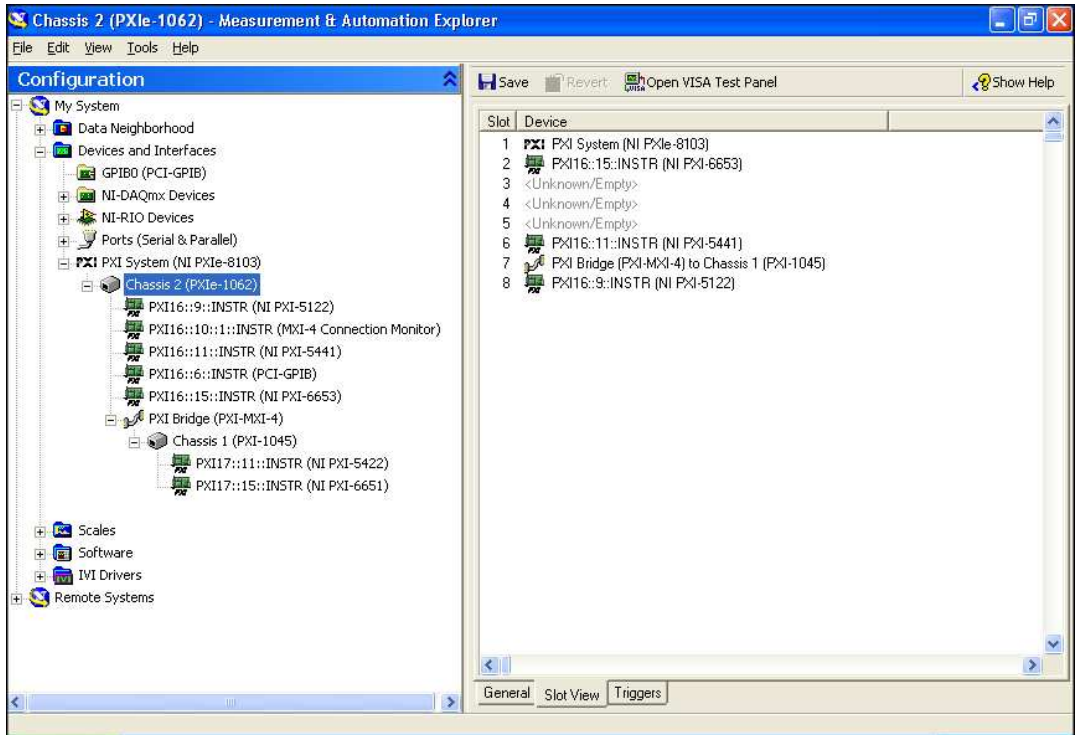 Chassis 2 (PXIe-1062) - Measurement & Automation Explorer
File Edit View Tools Help
Configuration
My System
Data Neighborhood
Devices and Interfaces
GPIB0 (PCI-GPIB)
NI-DAQmx Devices
NI-RIO Devices
Ports (Serial & Parallel)
PXI PXI System (NI PXIe-8103)
Chassis 2 (PXIe-1062)
PXI16::9::INSTR (NI PXI-5122)
PXI16::10::1::INSTR (MXI-4 Connection Monitor)
PXI16::11::INSTR (NI PXI-5441)
PXI16::6::INSTR (PCI-GPIB)
PXI16::15::INSTR (NI PXI-6653)
PXI Bridge (PXI-MXI-4)
Chassis 1 (PXI-1045)
PXI17::11::INSTR (NI PXI-5422)
PXI17::15::INSTR (NI PXI-6651)
Scales
Software
IVI Drivers
Remote Systems
Save Revert Open VISA Test Panel Show Help
Slot Device
1 PXI PXI System (NI PXIe-8103)
2 PXI16::15::INSTR (NI PXI-6653)
3 <Unknown/Empty>
4 <Unknown/Empty>
5 <Unknown/Empty>
6 PXI16::11::INSTR (NI PXI-5441)
7 PXI Bridge (PXI-MXI-4) to Chassis 1 (PXI-1045)
8 PXI16::9::INSTR (NI PXI-5122)
General Slot View Triggers